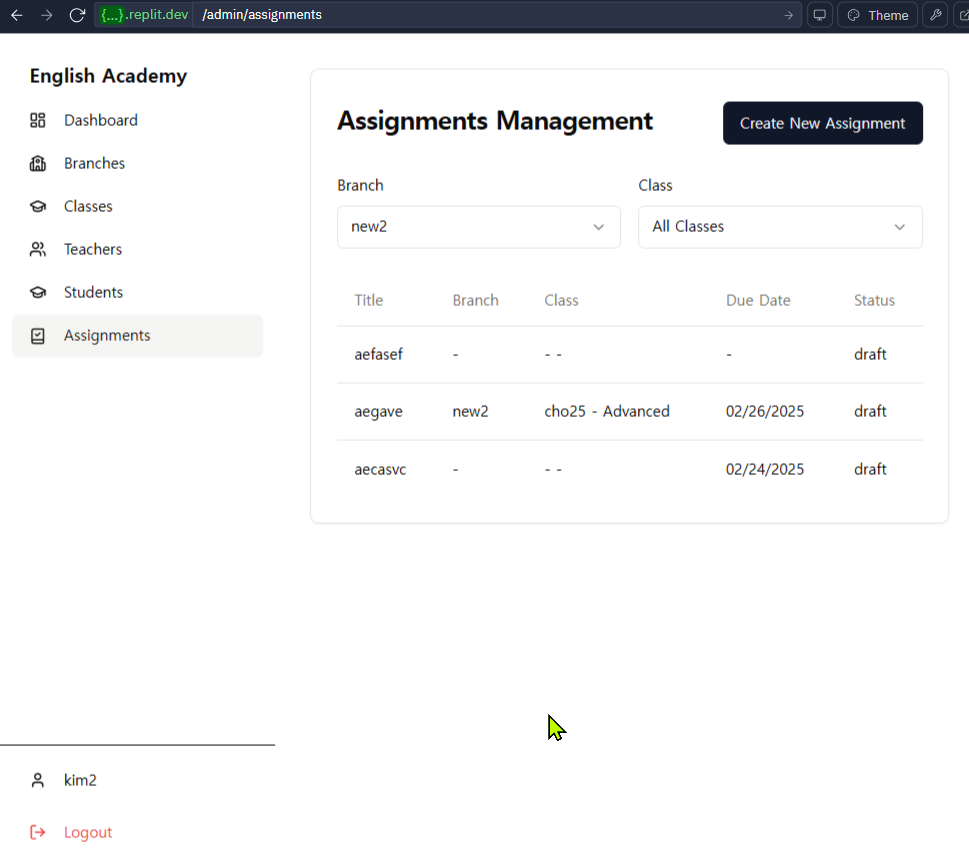 {...}.replit.dev /admin/assignments Theme
English Academy
Dashboard
Branches
Classes
Teachers
Students
Assignments
Assignments Management
Create New Assignment
Branch Class
new2 All Classes
Title Branch Class Due Date Status
aefasef - - - - draft
aegave new2 cho25 - Advanced 02/26/2025 draft
aecasvc - - - 02/24/2025 draft
kim2
Logout